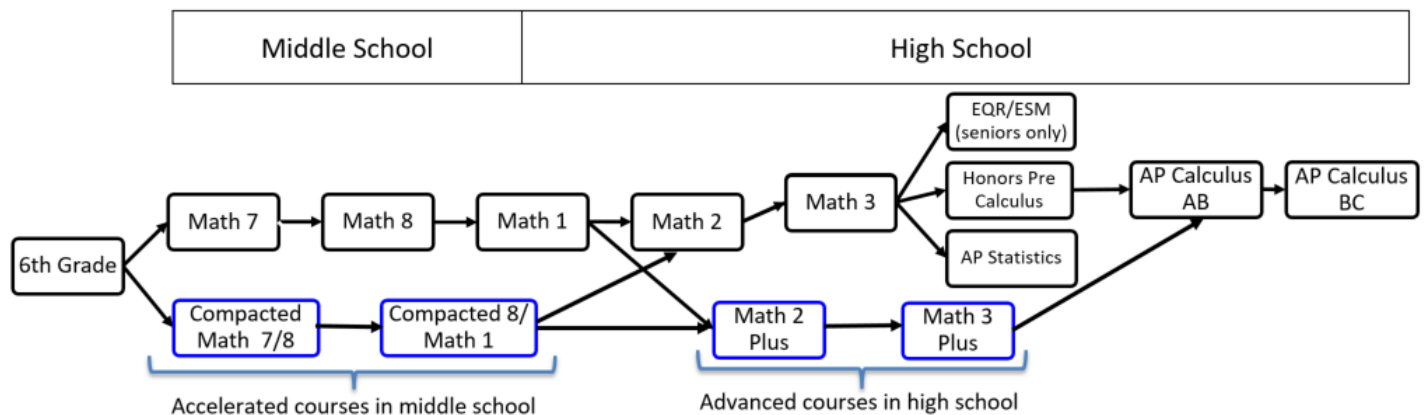 Middle School
High School
EQR/ESM
(seniors only)
Honors Pre
Calculus
AP Calculus
AB
AP Calculus
BC
Math 7
Math 8
Math 1
Math 2
Math 3
6th Grade
AP Statistics
Compacted
Math 7/8
Compacted 8/
Math 1
Math 2
Plus
Math 3
Plus
Accelerated courses in middle school
Advanced courses in high school